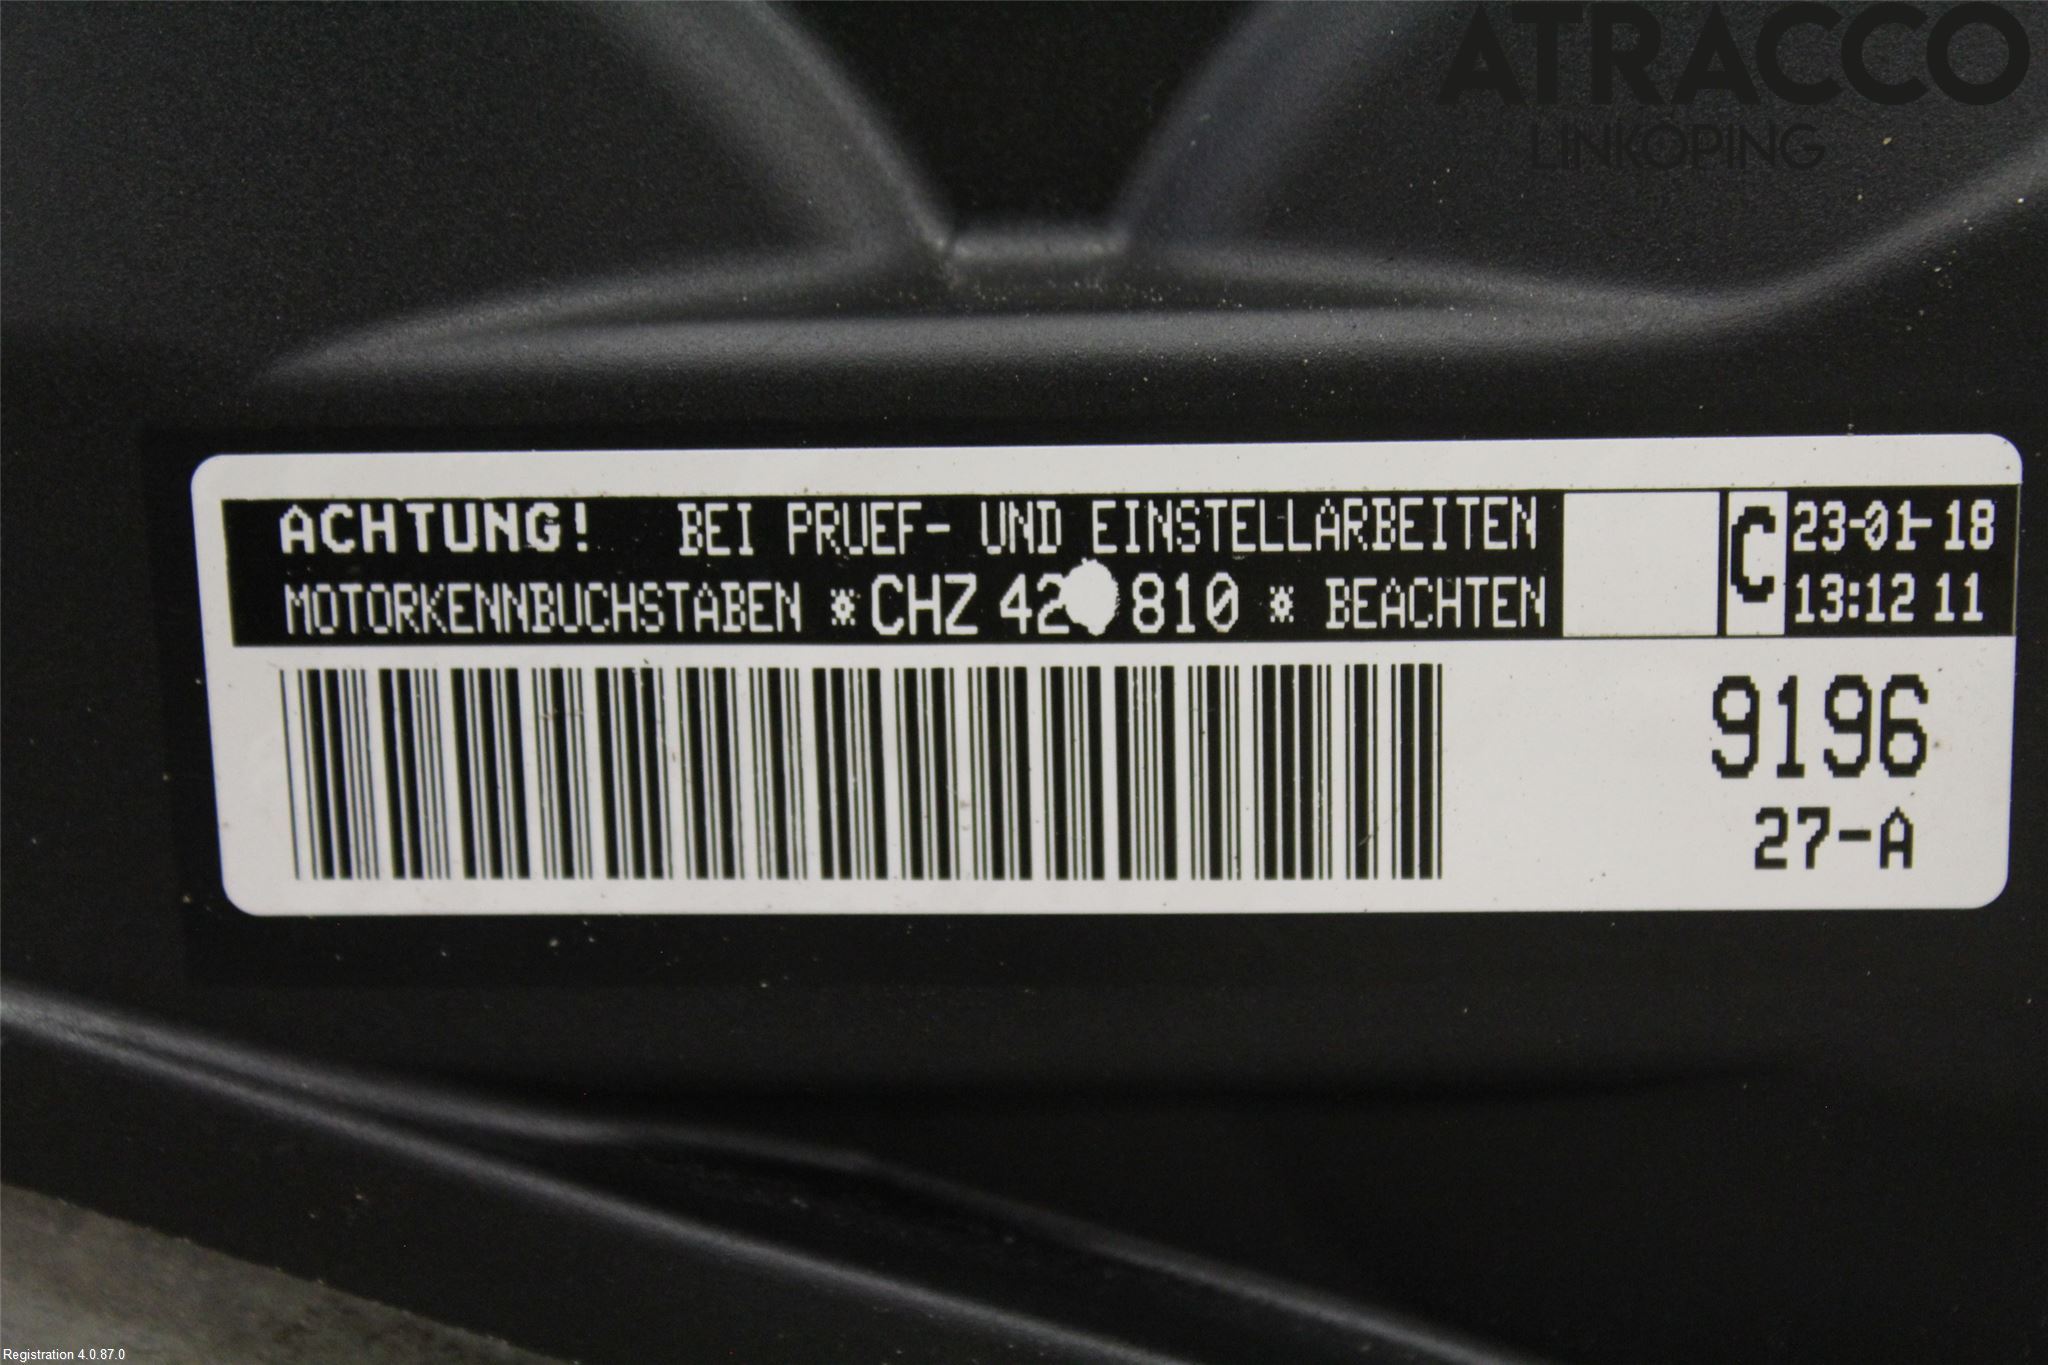 ATRACCO
LINKÖPING
ACHTUNG! BEI PRUEF- UND EINSTELLARBEITEN
MOTORKENNBUCHSTABEN *CHZ 42 810 * BEACHTEN
C
23-01-18
13:12 11
9196
27-A
Registration 4.0.87.0